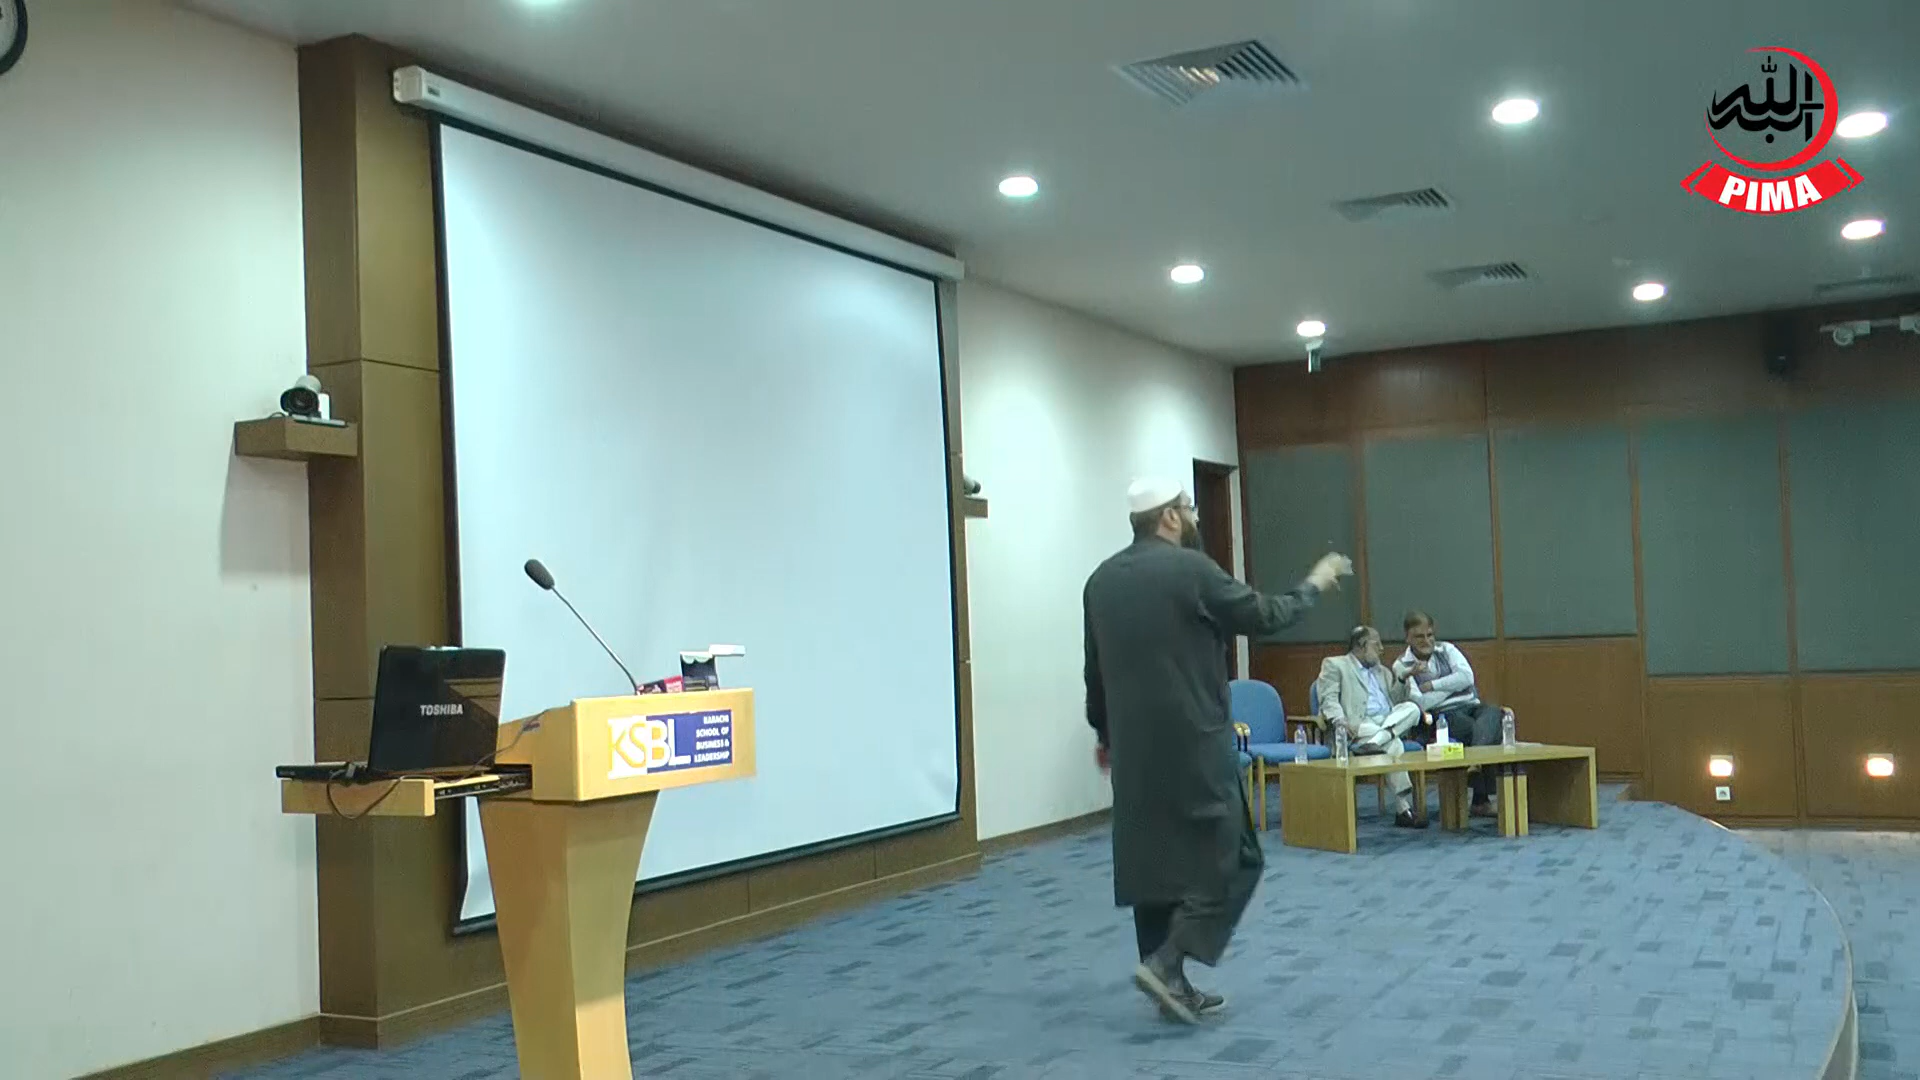 الله
PIMA
TOSHIBA
KSBL
KARACHI
SCHOOL OF
BUSINESS &
LEADERSHIP